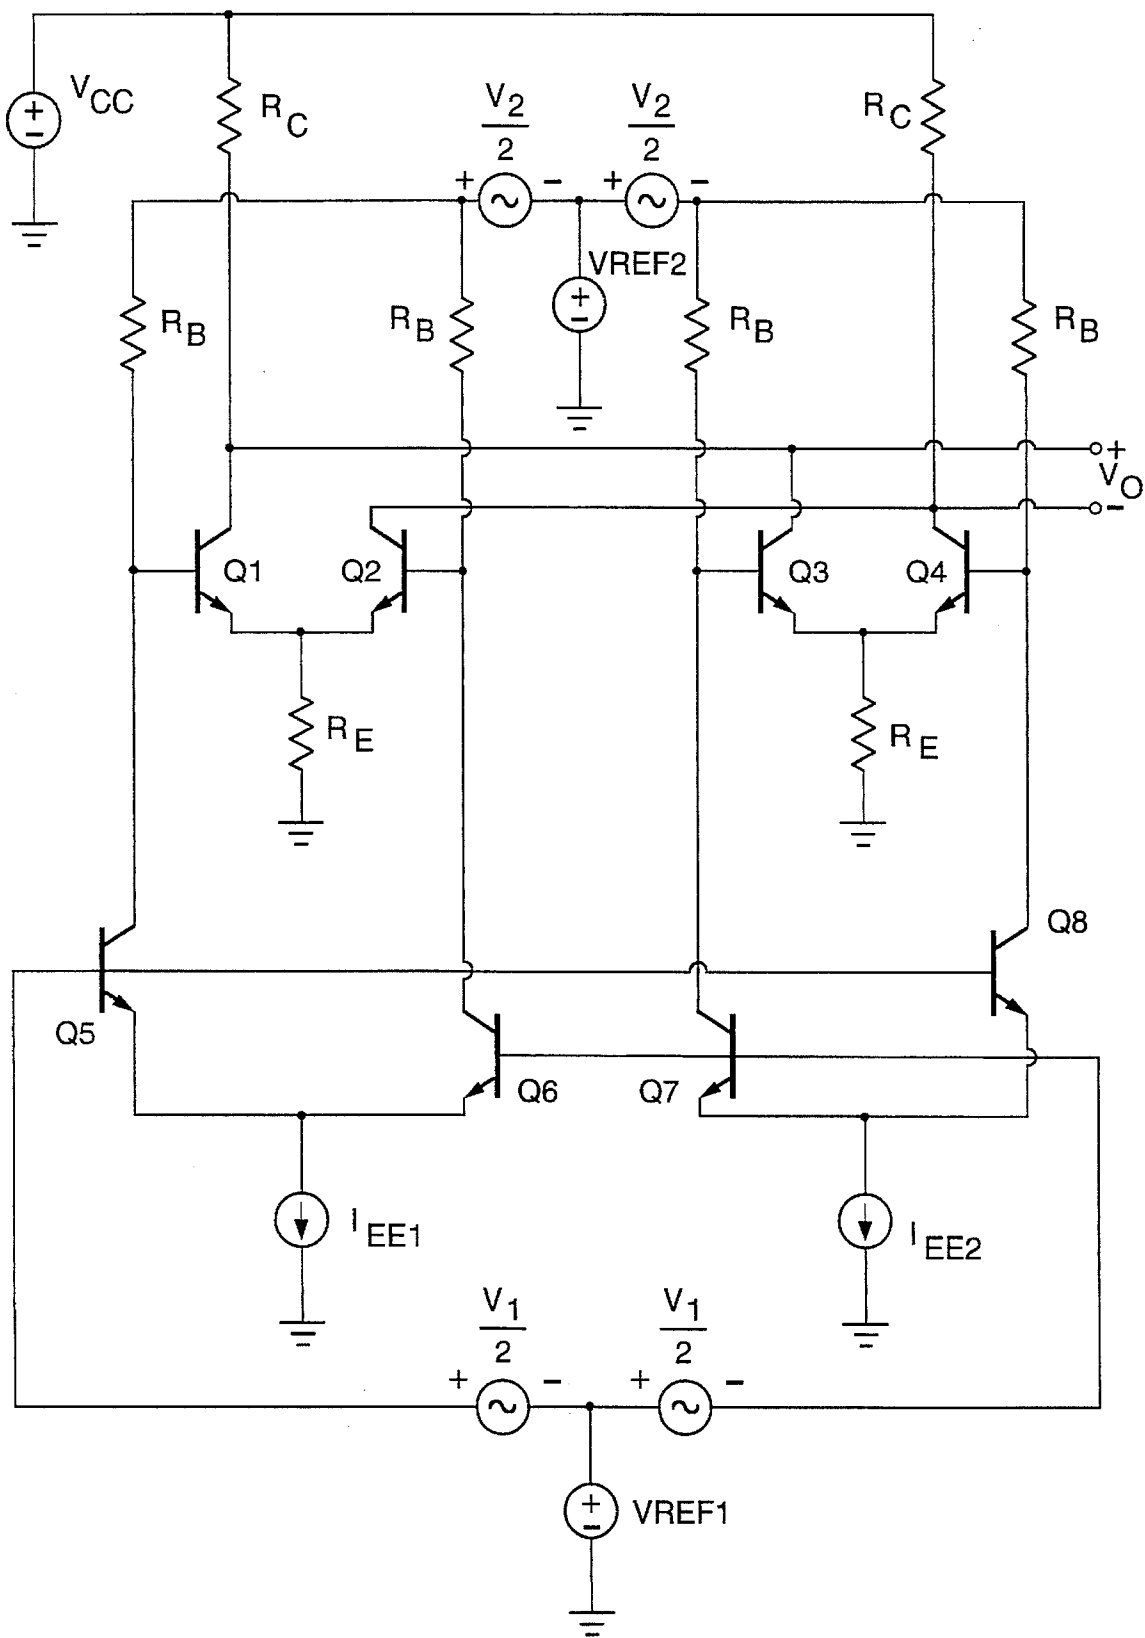 V2/2 V2/2
VCC
RC
RC
+ − + −
VREF2
RB
RB
RB
RB
+
VO
−
Q1
Q2
Q3
Q4
RE
RE
Q8
Q5
Q6
Q7
IEE1
IEE2
V1/2 V1/2
+ − + −
VREF1